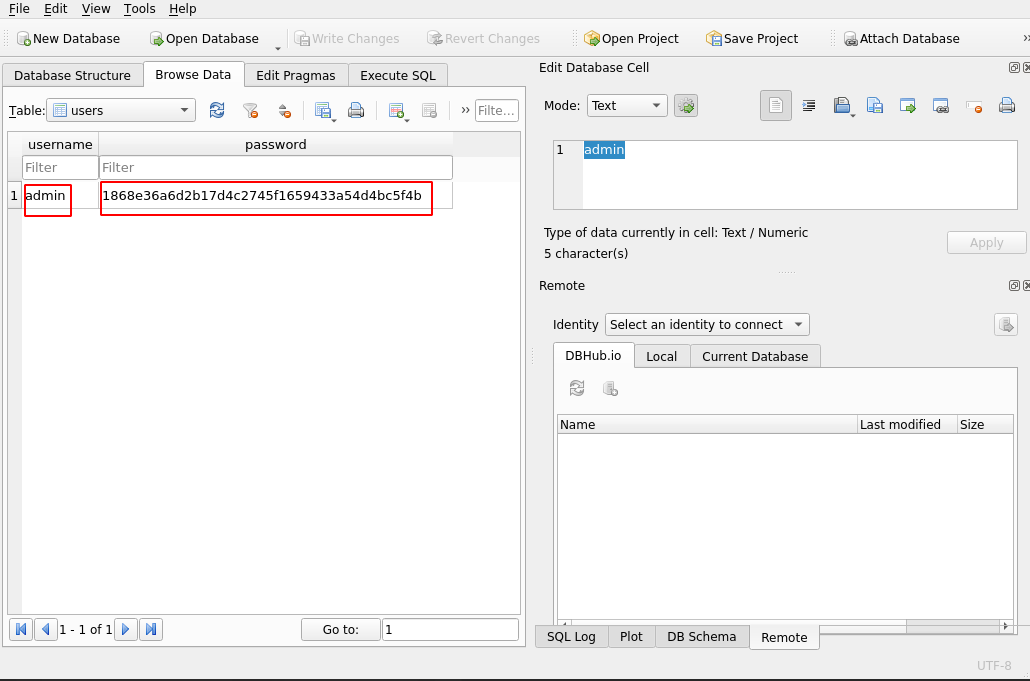 File Edit View Tools Help
New Database Open Database Write Changes Revert Changes Open Project Save Project Attach Database »
Database Structure Browse Data Edit Pragmas Execute SQL
Table: users » Filte...
username password
Filter Filter
1 admin 1868e36a6d2b17d4c2745f1659433a54d4bc5f4b
1 - 1 of 1 Go to: 1
Edit Database Cell
Mode: Text
1 admin
Type of data currently in cell: Text / Numeric
5 character(s)
Apply
Remote
Identity Select an identity to connect
DBHub.io Local Current Database
Name Last modified Size
SQL Log Plot DB Schema Remote
UTF-8